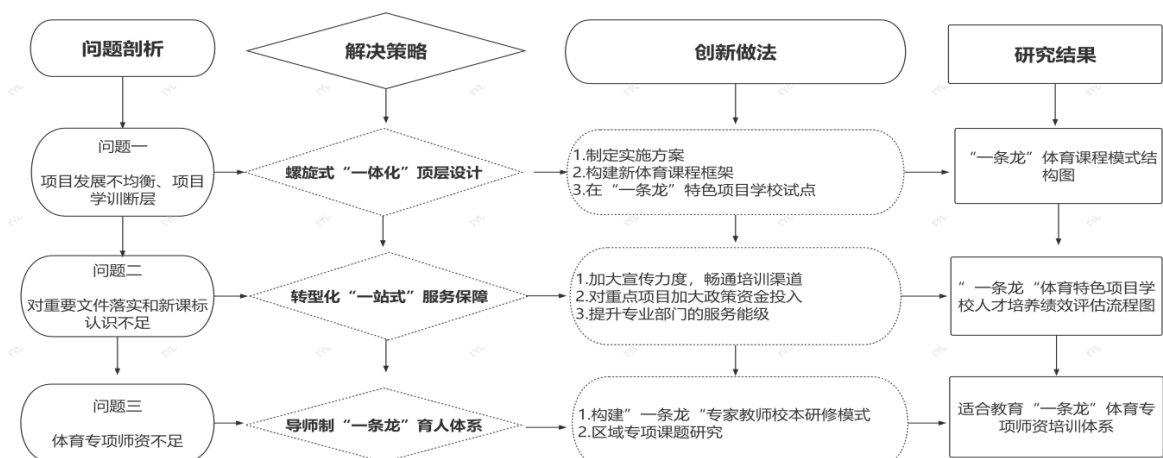 问题剖析
解决策略
创新做法
研究结果
问题一
项目发展不均衡、项目
学训断层
螺旋式“一体化”顶层设计
1.制定实施方案
2.构建新体育课程框架
3.在“一条龙”特色项目学校试点
“一条龙”体育课程模式结
构图
问题二
对重要文件落实和新课标
认识不足
转型化“一站式”服务保障
1.加大宣传力度，畅通培训渠道
2.对重点项目加大政策资金投入
3.提升专业部门的服务能级
”一条龙“体育特色项目学
校人才培养绩效评估流程图
问题三
体育专项师资不足
导师制“一条龙”育人体系
1.构建”一条龙“专家教师校本研修模式
2.区域专项课题研究
适合教育“一条龙”体育专
项师资培训体系